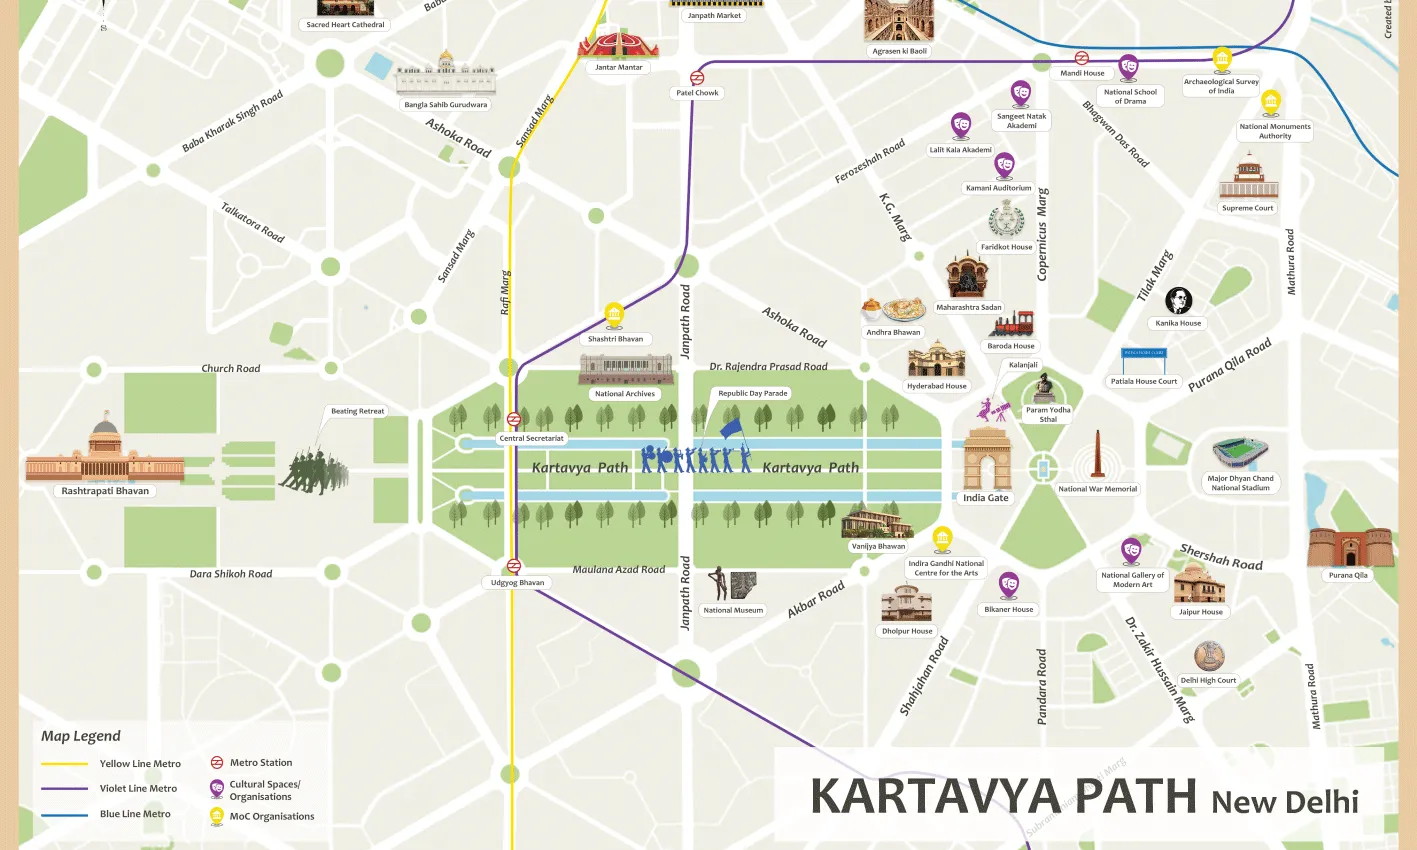 Sacred Heart Cathedral
Janpath Market
Created b
Baba
Agrasen ki Baoli
Jantar Mantar
Mandi House
Patel Chowk
National School
of Drama
Archaeological Survey
of India
Bangla Sahib Gurudwara
Baba Kharak Singh Road
Ashoka Road
Sansad Marg
Sangeet Natak
Akademi
Bhagwan Das Road
National Monuments
Authority
Lalit Kala Akademi
Ferozeshah Road
Kamani Auditorium
Supreme Court
Talkatora Road
Sansad Marg
Rafi Marg
K.G. Marg
Copernicus Marg
Faridkot House
Tilak Marg
Mathura Road
Maharashtra Sadan
Kanika House
Andhra Bhawan
Baroda House
Shashtri Bhavan
Janpath Road
Ashoka Road
Church Road
Dr. Rajendra Prasad Road
Hyderabad House
Kalanjali
Patiala House Court
Purana Qila Road
National Archives
Republic Day Parade
Param Yodha
Sthal
Beating Retreat
Central Secretariat
Kartavya Path
Kartavya Path
Rashtrapati Bhavan
India Gate
National War Memorial
Major Dhyan Chand
National Stadium
Vanijya Bhawan
Indira Gandhi National
Centre for the Arts
Shershah Road
National Gallery of
Modern Art
Purana Qila
Dara Shikoh Road
Udgyog Bhavan
Maulana Azad Road
Janpath Road
National Museum
Akbar Road
Bikaner House
Jaipur House
Dholpur House
Shahjahan Road
Pandara Road
Dr. Zakir Hussain Marg
Delhi High Court
Mathura Road
Map Legend
Yellow Line Metro
Violet Line Metro
Blue Line Metro
Metro Station
Cultural Spaces/
Organisations
MoC Organisations
KARTAVYA PATH New Delhi